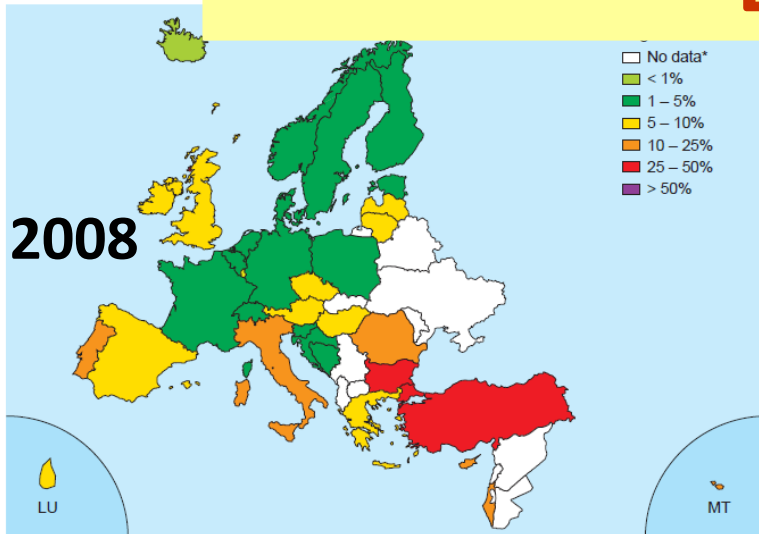 No data*
< 1%
1 – 5%
5 – 10%
10 – 25%
25 – 50%
> 50%
2008
LU
MT